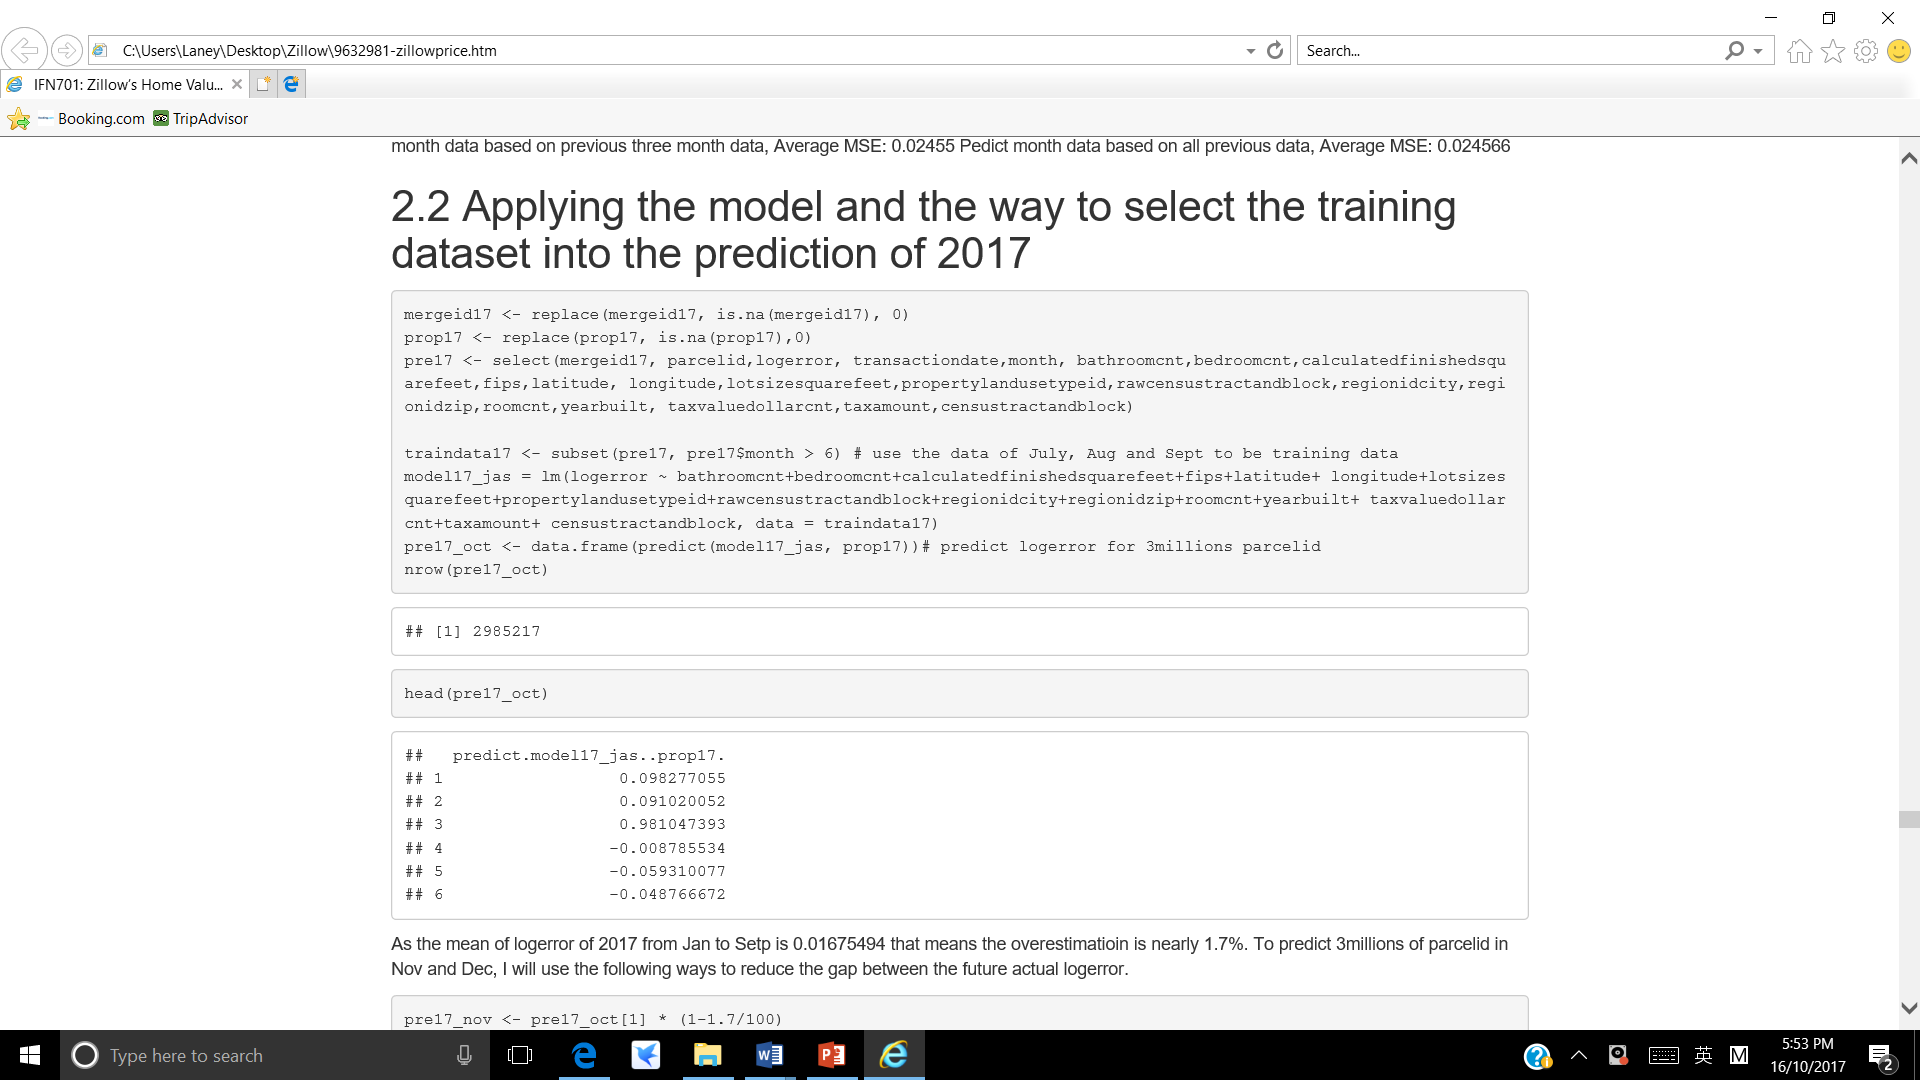 C:\Users\Laney\Desktop\Zillow\9632981-zillowprice.htm
Search...
IFN701: Zillow's Home Valu...
Booking.com TripAdvisor
month data based on previous three month data, Average MSE: 0.02455 Pedict month data based on all previous data, Average MSE: 0.024566
2.2 Applying the model and the way to select the training
dataset into the prediction of 2017
mergeid17 <- replace(mergeid17, is.na(mergeid17), 0)
prop17 <- replace(prop17, is.na(prop17),0)
pre17 <- select(mergeid17, parcelid,logerror, transactiondate,month, bathroomcnt,bedroomcnt,calculatedfinishedsqu
arefeet,fips,latitude, longitude,lotsizesquarefeet,propertylandusetypeid,rawcensustractandblock,regionidcity,regi
onidzip,roomcnt,yearbuilt, taxvaluedollarcnt,taxamount,censustractandblock)
traindata17 <- subset(pre17, pre17$month > 6) # use the data of July, Aug and Sept to be training data
model17_jas = lm(logerror ~ bathroomcnt+bedroomcnt+calculatedfinishedsquarefeet+fips+latitude+ longitude+lotsizes
quarefeet+propertylandusetypeid+rawcensustractandblock+regionidcity+regionidzip+roomcnt+yearbuilt+ taxvaluedollar
cnt+taxamount+ censustractandblock, data = traindata17)
pre17_oct <- data.frame(predict(model17_jas, prop17))# predict logerror for 3millions parcelid
nrow(pre17_oct)
## [1] 2985217
head(pre17_oct)
## predict.model17_jas..prop17.
## 1 0.098277055
## 2 0.091020052
## 3 0.981047393
## 4 -0.008785534
## 5 -0.059310077
## 6 -0.048766672
As the mean of logerror of 2017 from Jan to Setp is 0.01675494 that means the overestimatioin is nearly 1.7%. To predict 3millions of parcelid in
Nov and Dec, I will use the following ways to reduce the gap between the future actual logerror.
pre17_nov <- pre17_oct[1] * (1-1.7/100)
Type here to search
英
M
5:53 PM
16/10/2017
2